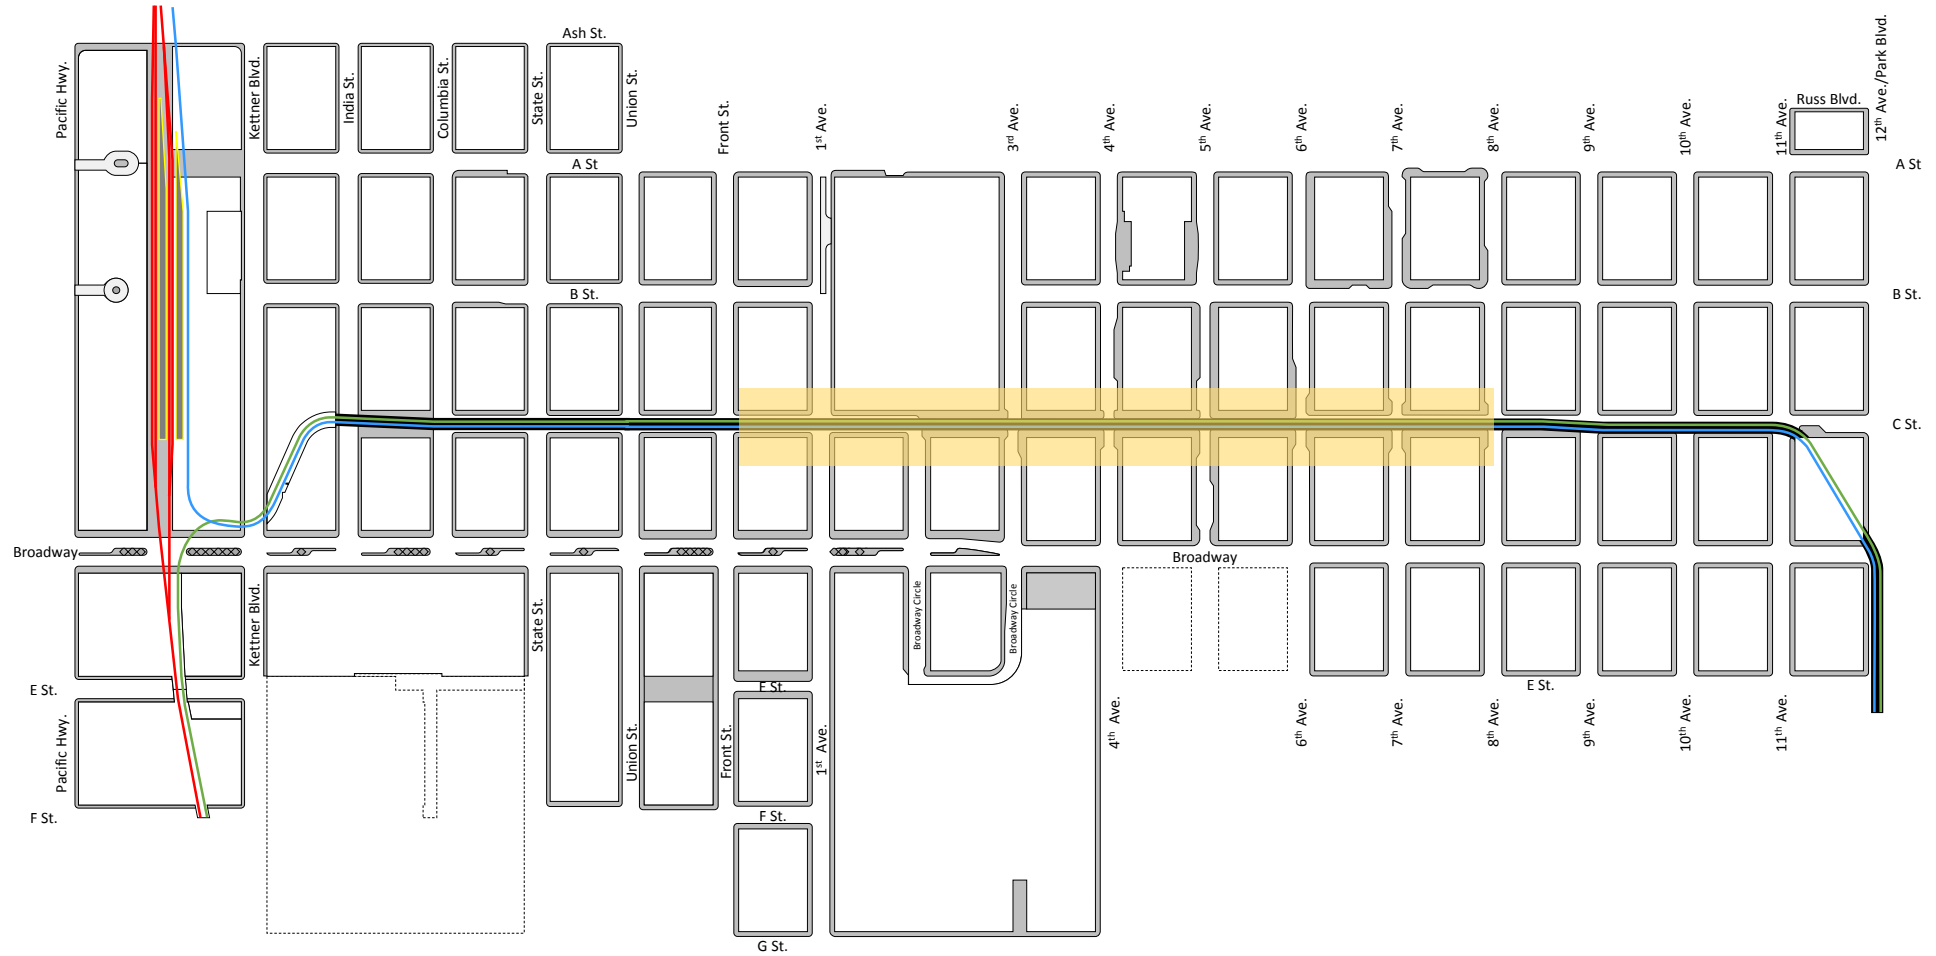 Ash St.
Pacific Hwy.
Kettner Blvd.
India St.
Columbia St.
State St.
Union St.
Front St.
1st Ave.
3rd Ave.
4th Ave.
5th Ave.
6th Ave.
7th Ave.
8th Ave.
9th Ave.
10th Ave.
11th Ave.
Russ Blvd.
12th Ave./Park Blvd.
A St
A St
B St.
B St.
C St.
Broadway
Broadway
Kettner Blvd.
State St.
Broadway Circle
Broadway Circle
E St.
E St.
E St.
Pacific Hwy.
Union St.
Front St.
1st Ave.
4th Ave.
6th Ave.
7th Ave.
8th Ave.
9th Ave.
10th Ave.
11th Ave.
F St.
F St.
G St.